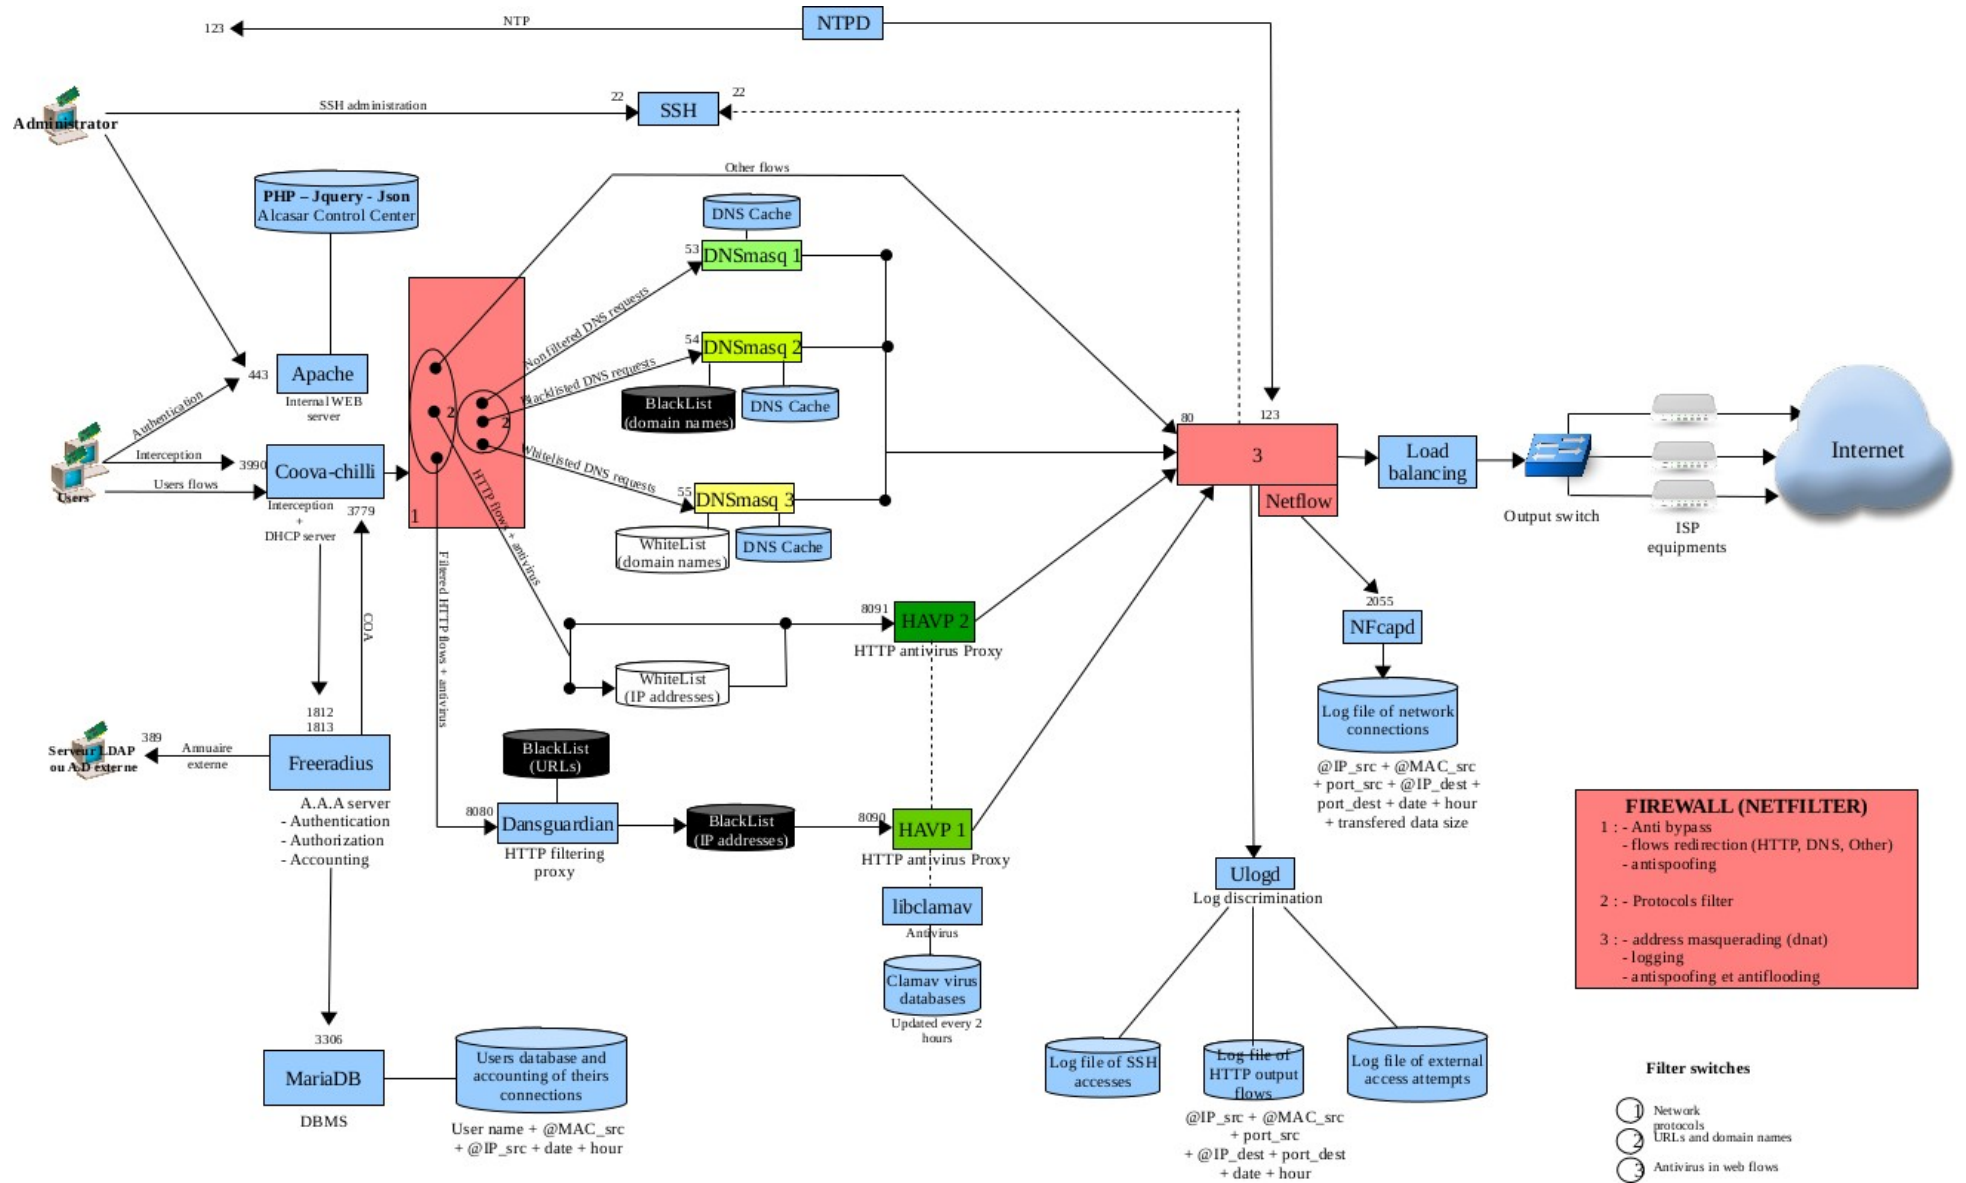 NTP
123
NTPD
Administrator
SSH administration
22
SSH
22
PHP – Jquery - Json
Alcasar Control Center
443
Apache
Internal WEB
server
Authentication
Interception
3990
Users flows
Users
Coova-chilli
Interception
+
DHCP server
3779
COA
1
2
2
Other flows
DNS Cache
53
DNSmasq 1
Nonfiltered DNS requests
54
DNSmasq 2
Blacklisted DNS requests
BlackList
(domain names)
DNS Cache
Whitelisted DNS requests
55
DNSmasq 3
WhiteList
(domain names)
DNS Cache
HTTP flows + antivirus
Filtered HTTP flows + antivirus
8091
HAVP 2
HTTP antivirus Proxy
WhiteList
(IP addresses)
BlackList
(URLs)
8080
Dansguardian
HTTP filtering
proxy
BlackList
(IP addresses)
8090
HAVP 1
HTTP antivirus Proxy
libclamav
Antivirus
Clamav virus
databases
Updated every 2
hours
1812
1813
Serveur LDAP
ou A.D externe
389
Annuaire
externe
Freeradius
A.A.A server
- Authentication
- Authorization
- Accounting
3306
MariaDB
DBMS
Users database and
accounting of theirs
connections
User name + @MAC_src
+ @IP_src + date + hour
80
123
3
Netflow
Load
balancing
Output switch
ISP
equipments
Internet
2055
NFcapd
Log file of network
connections
@IP_src + @MAC_src
+ port_src + @IP_dest +
port_dest + date + hour
+ transfered data size
Ulogd
Log discrimination
Log file of SSH
accesses
Log file of
HTTP output
flows
@IP_src + @MAC_src
+ port_src
+ @IP_dest + port_dest
+ date + hour
Log file of external
access attempts
FIREWALL (NETFILTER)
1 : - Anti bypass
- flows redirection (HTTP, DNS, Other)
- antispoofing
2 : - Protocols filter
3 : - address masquerading (dnat)
- logging
- antispoofing et antiflooding
Filter switches
1 Network
protocols
2 URLs and domain names
3 Antivirus in web flows